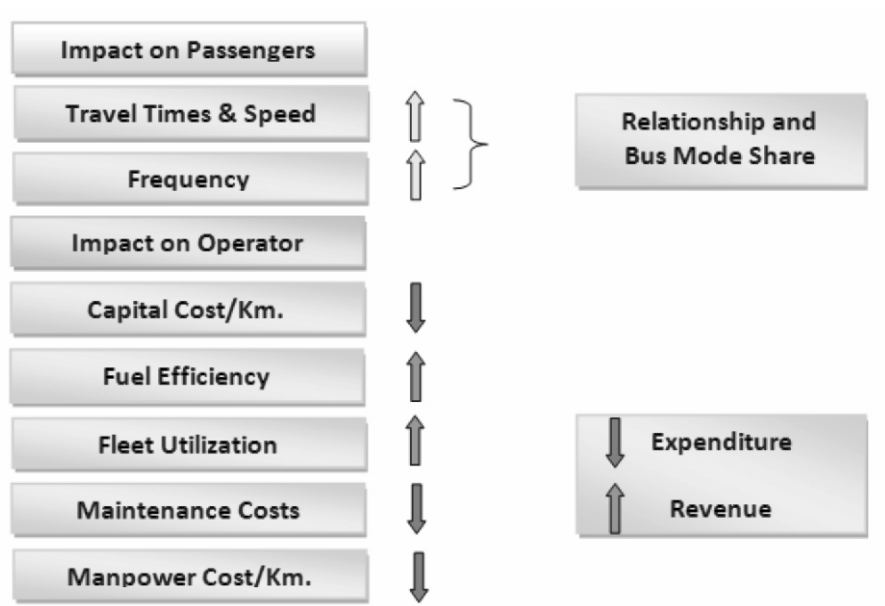 Impact on Passengers
Travel Times & Speed
Frequency
Relationship and
Bus Mode Share
Impact on Operator
Capital Cost/Km.
Fuel Efficiency
Fleet Utilization
Maintenance Costs
Manpower Cost/Km.
Expenditure
Revenue